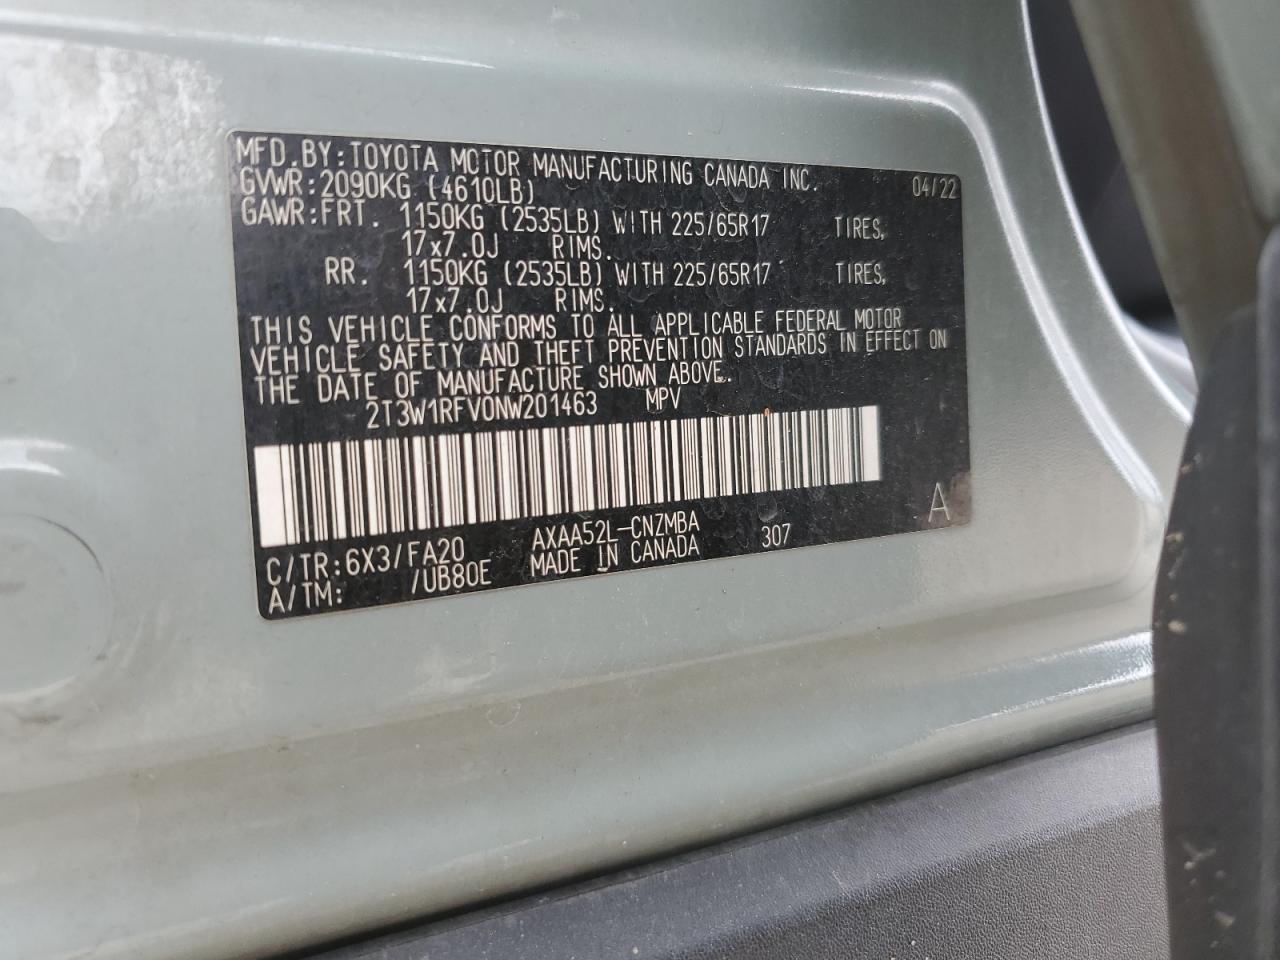 MFD.BY:TOYOTA MOTOR MANUFACTURING CANADA INC. 04/22
GVWR:2090KG (4610LB)
GAWR:FRT. 1150KG (2535LB) WITH 225/65R17 TIRES,
17x7.0J RIMS.
RR. 1150KG (2535LB) WITH 225/65R17 TIRES,
17x7.0J RIMS.
THIS VEHICLE CONFORMS TO ALL APPLICABLE FEDERAL MOTOR
VEHICLE SAFETY AND THEFT PREVENTION STANDARDS IN EFFECT ON
THE DATE OF MANUFACTURE SHOWN ABOVE.
2T3W1RFV0NW201463 MPV
C/TR:6X3/FA20 AXAA52L-CNZMBA 307 A
A/TM: /UB80E MADE IN CANADA